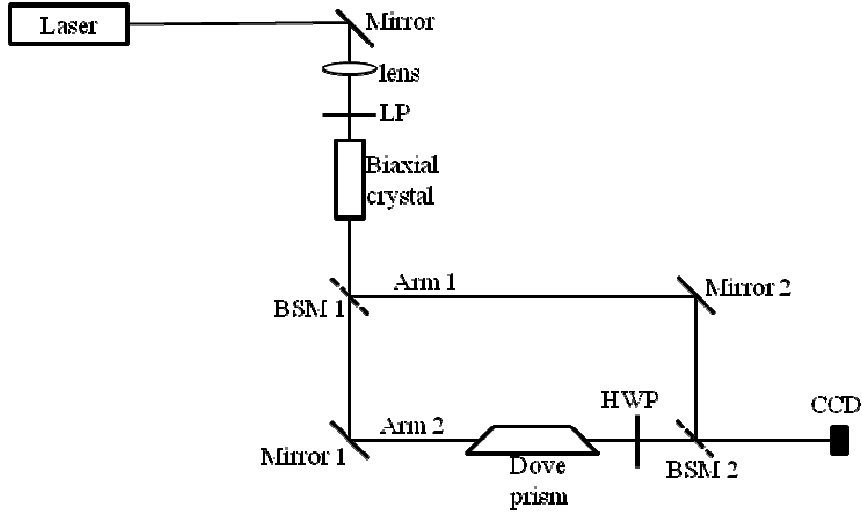 Laser
Mirror
lens
LP
Biaxial
crystal
Arm 1
Mirror 2
BSM 1
HWP
CCD
Arm 2
Mirror 1
Dove
prism
BSM 2